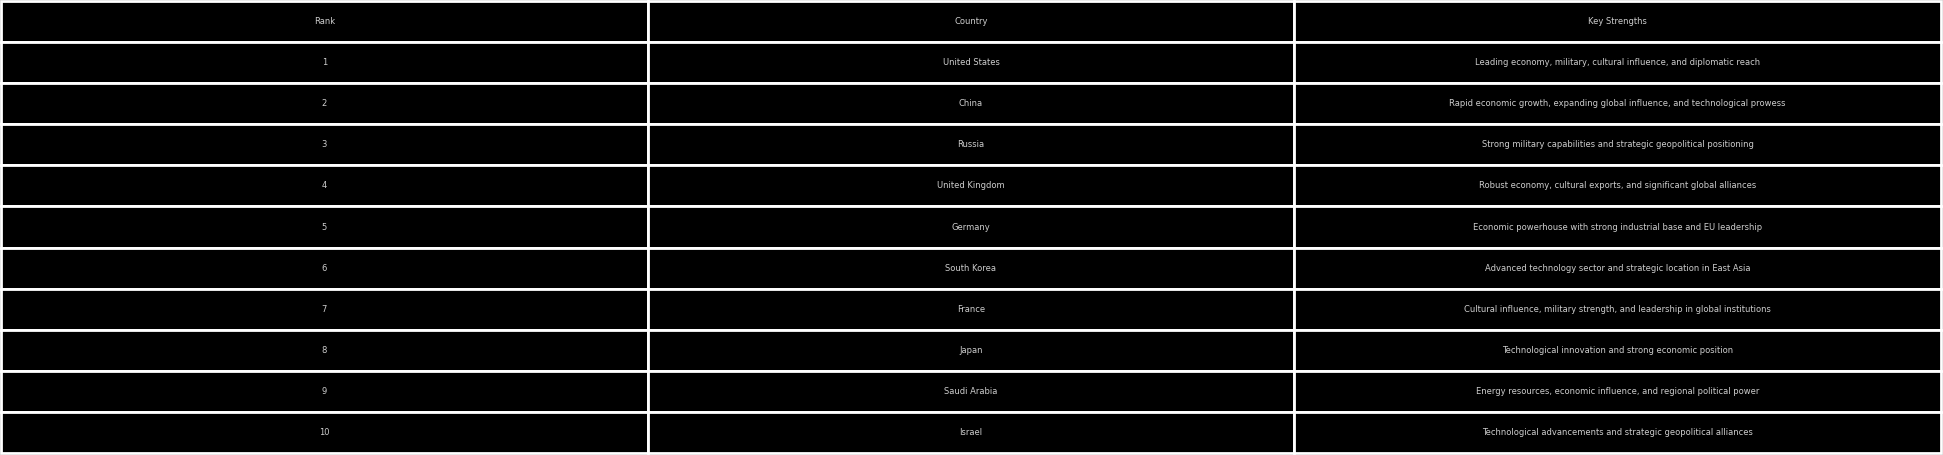 Rank Country Key Strengths
1 United States Leading economy, military, cultural influence, and diplomatic reach
2 China Rapid economic growth, expanding global influence, and technological prowess
3 Russia Strong military capabilities and strategic geopolitical positioning
4 United Kingdom Robust economy, cultural exports, and significant global alliances
5 Germany Economic powerhouse with strong industrial base and EU leadership
6 South Korea Advanced technology sector and strategic location in East Asia
7 France Cultural influence, military strength, and leadership in global institutions
8 Japan Technological innovation and strong economic position
9 Saudi Arabia Energy resources, economic influence, and regional political power
10 Israel Technological advancements and strategic geopolitical alliances